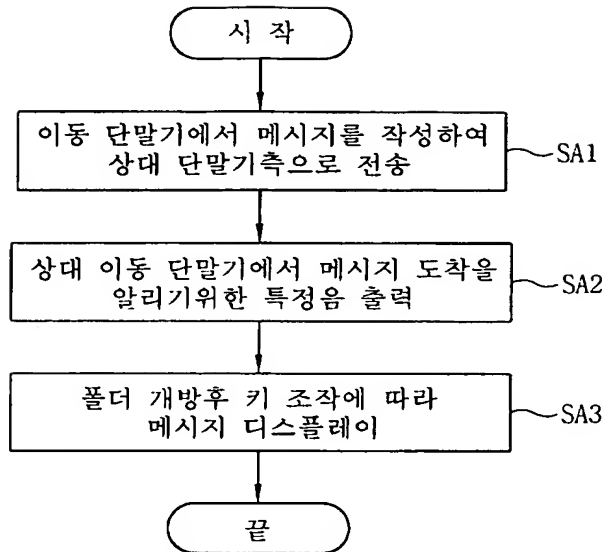 시 작
이동 단말기에서 메시지를 작성하여
상대 단말기측으로 전송
SA1
상대 이동 단말기에서 메시지 도착을
알리기위한 특정음 출력
SA2
폴더 개방후 키 조작에 따라
메시지 디스플레이
SA3
끝